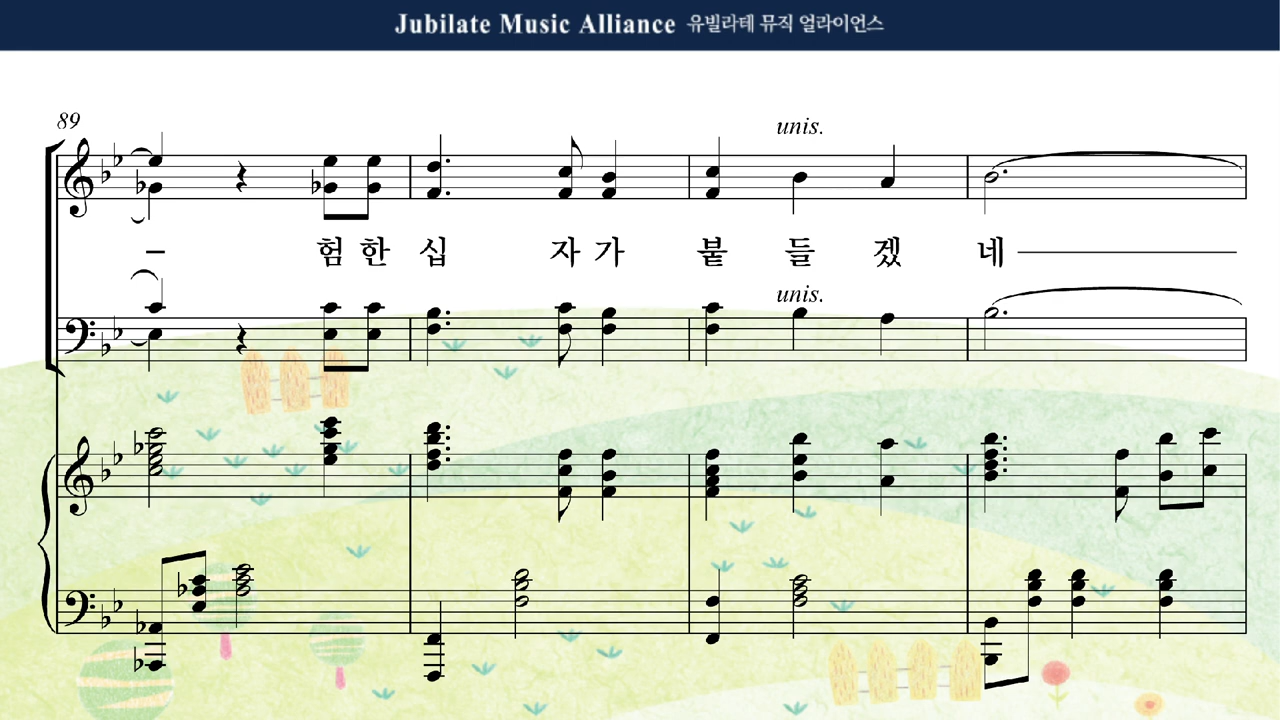 Jubilate Music Alliance 유빌라테 뮤직 얼라이언스
89
unis.
험 한 십 자 가 붙 들 겠 네
unis.